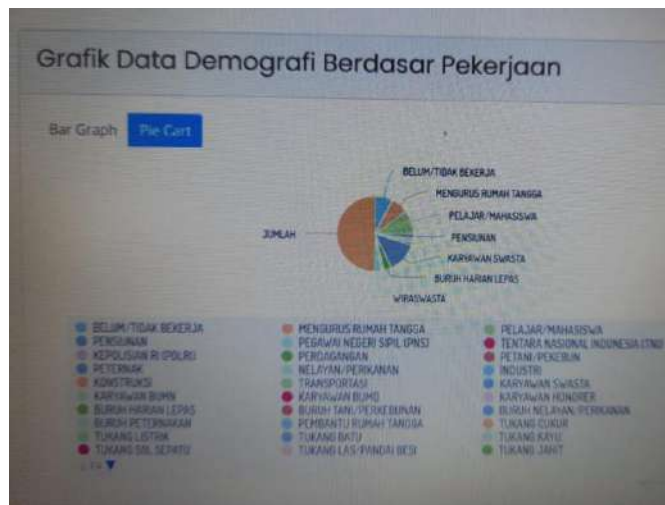 Grafik Data Demografi Berdasar Pekerjaan
Bar Graph Pie Cart
BELUM/TIDAK BEKERJA
MENGURUS RUMAH TANGGA
PELAJAR/MAHASISWA
JUMLAH
PENSIUNAN
KARYAWAN SWASTA
BURUH HARIAN LEPAS
WIRASWASTA
BELUM/TIDAK BEKERJA MENGURUS RUMAH TANGGA PELAJAR/MAHASISWA
PENSIUNAN PEGAWAI NEGERI SIPIL (PNS) TENTARA NASIONAL INDONESIA (TNI)
KEPOLISIAN RI (POLRI) PERDAGANGAN PETANI/PEKEBUN
PETERNAK NELAYAN/PERIKANAN INDUSTRI
KONSTRUKSI TRANSPORTASI KARYAWAN SWASTA
KARYAWAN BUMN KARYAWAN BUMD KARYAWAN HONORER
BURUH HARIAN LEPAS BURUH TANI/PERKEBUNAN BURUH NELAYAN/PERIKANAN
BURUH PETERNAKAN PEMBANTU RUMAH TANGGA TUKANG CUKUR
TUKANG LISTRIK TUKANG BATU TUKANG KAYU
TUKANG SOL SEPATU TUKANG LAS/PANDAI BESI TUKANG JAHIT